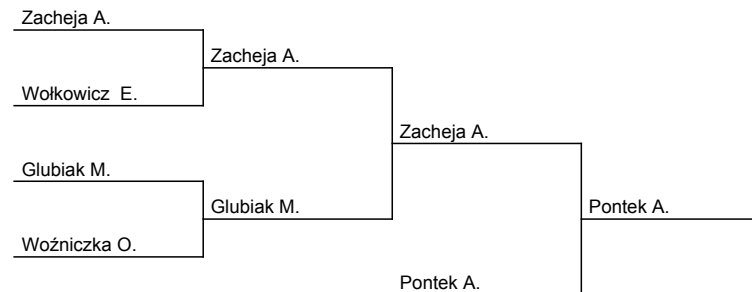 Zacheja A.
Zacheja A.
Wołkowicz E.
Zacheja A.
Glubiak M.
Glubiak M.
Pontek A.
Woźniczka O.
Pontek A.